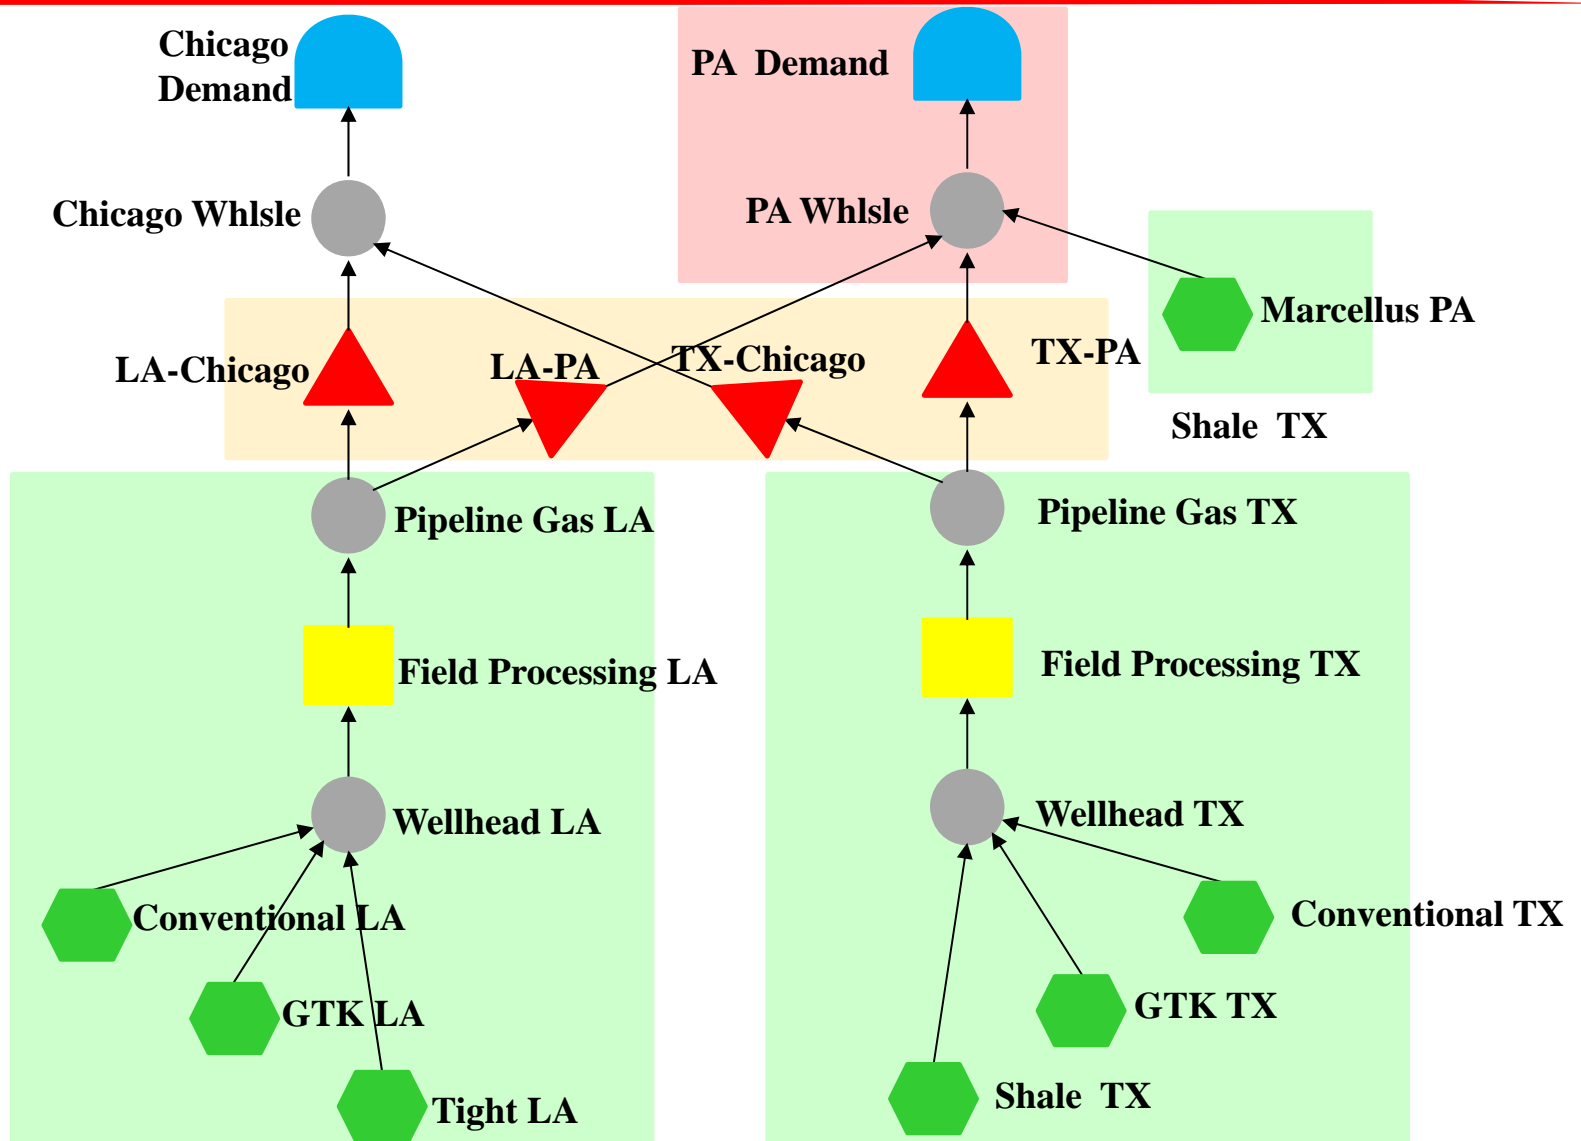 Chicago
Demand
PA  Demand
Chicago Whlsle
PA Whlsle
Marcellus PA
LA-Chicago
LA-PA
TX-Chicago
TX-PA
Shale  TX
Pipeline Gas LA
Pipeline Gas TX
Field Processing LA
Field Processing TX
Wellhead LA
Wellhead TX
Conventional LA
Conventional TX
GTK LA
GTK TX
Tight LA
Shale  TX